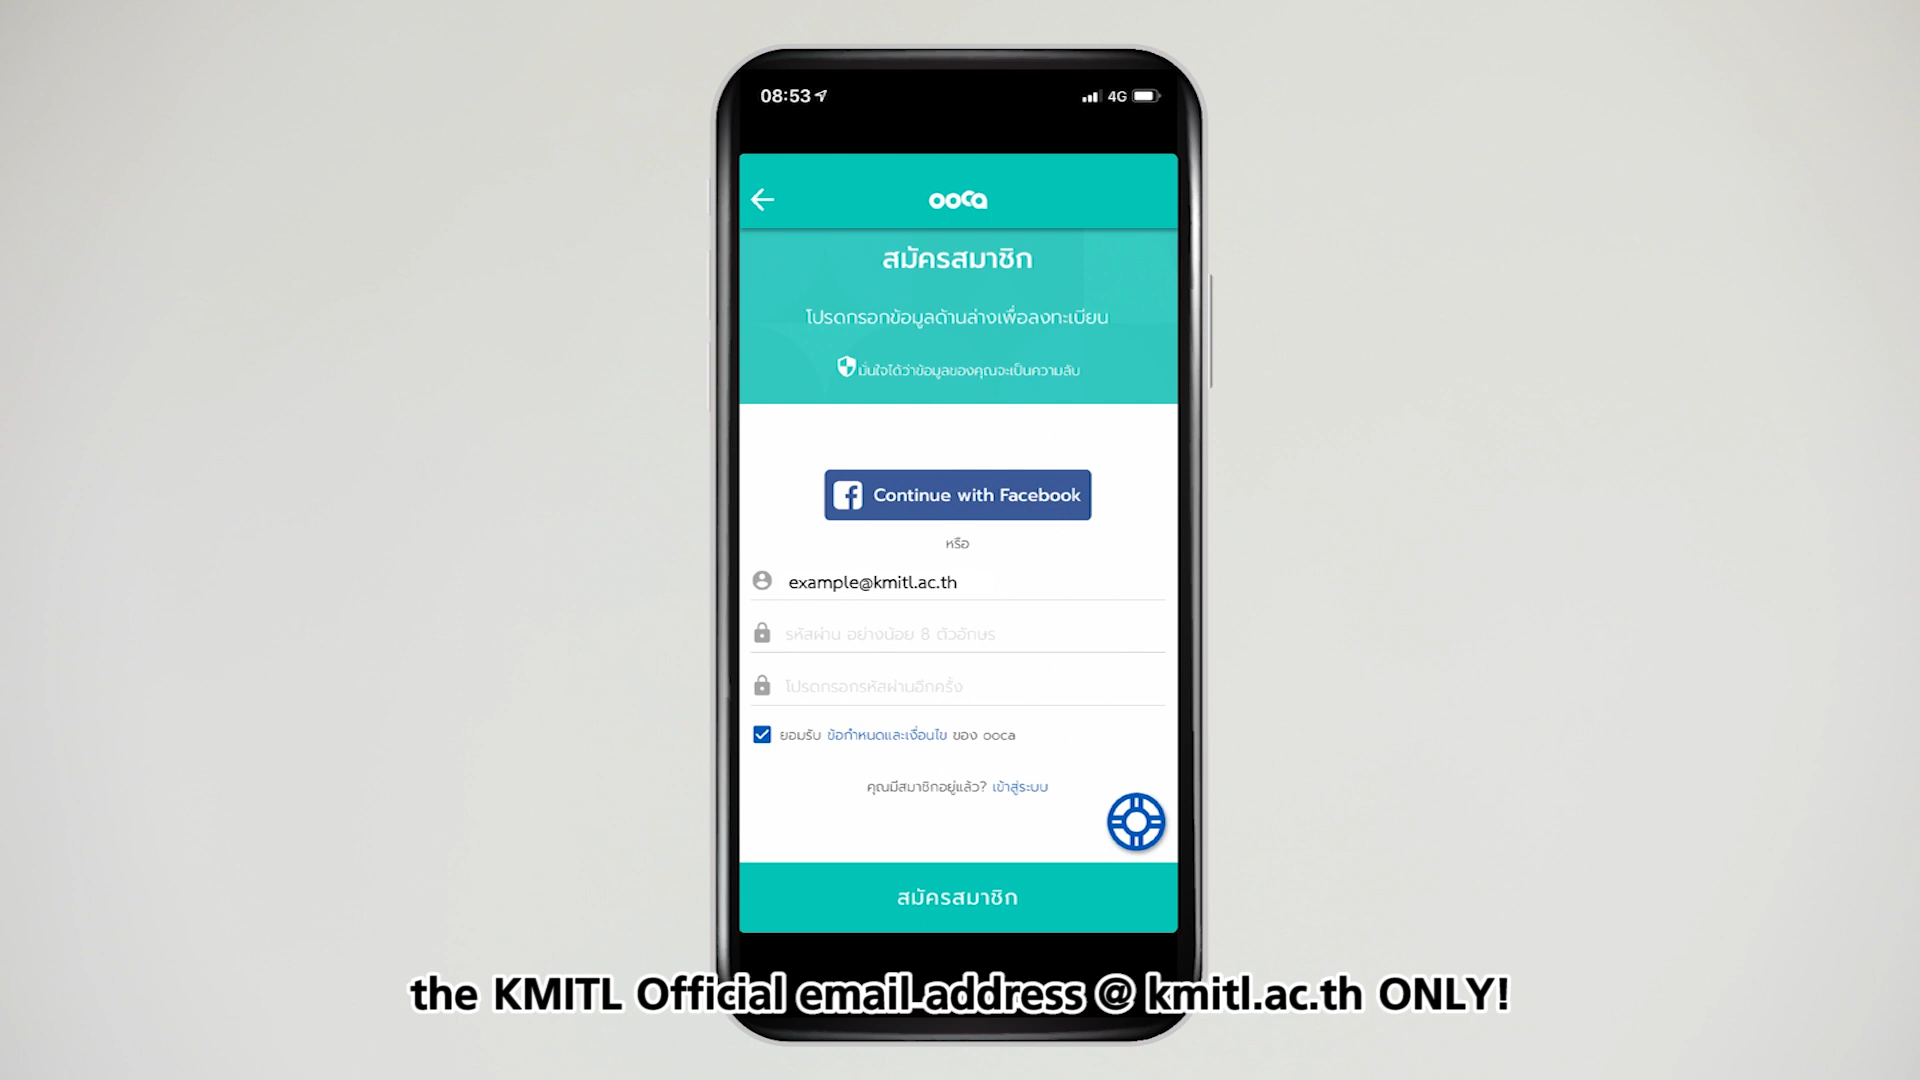 08:53
4G
ooca
สมัครสมาชิก
โปรดกรอกข้อมูลด้านล่างเพื่อลงทะเบียน
มั่นใจได้ว่าข้อมูลของคุณจะเป็นความลับ
Continue with Facebook
หรือ
example@kmitl.ac.th
รหัสผ่าน อย่างน้อย 8 ตัวอักษร
โปรดกรอกรหัสผ่านอีกครั้ง
ยอมรับ ข้อกำหนดและเงื่อนไข ของ ooca
คุณมีสมาชิกอยู่แล้ว? เข้าสู่ระบบ
สมัครสมาชิก
the KMITL Official email address @ kmitl.ac.th ONLY!